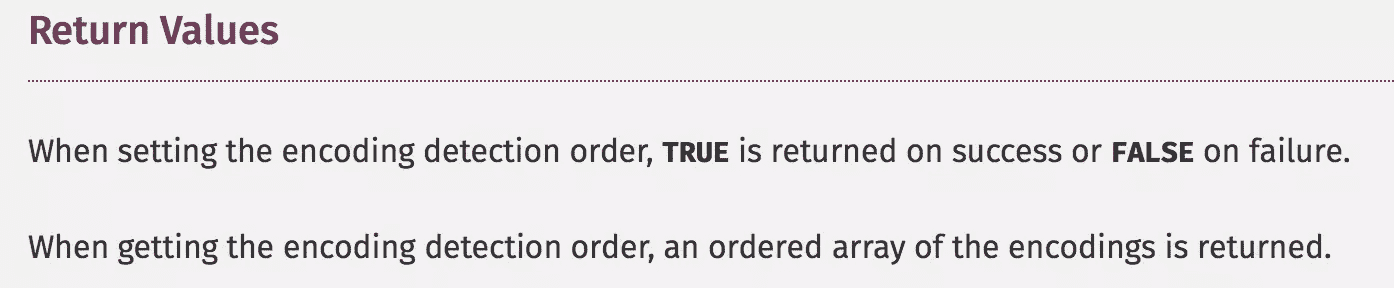 Return Values
When setting the encoding detection order, TRUE is returned on success or FALSE on failure.
When getting the encoding detection order, an ordered array of the encodings is returned.